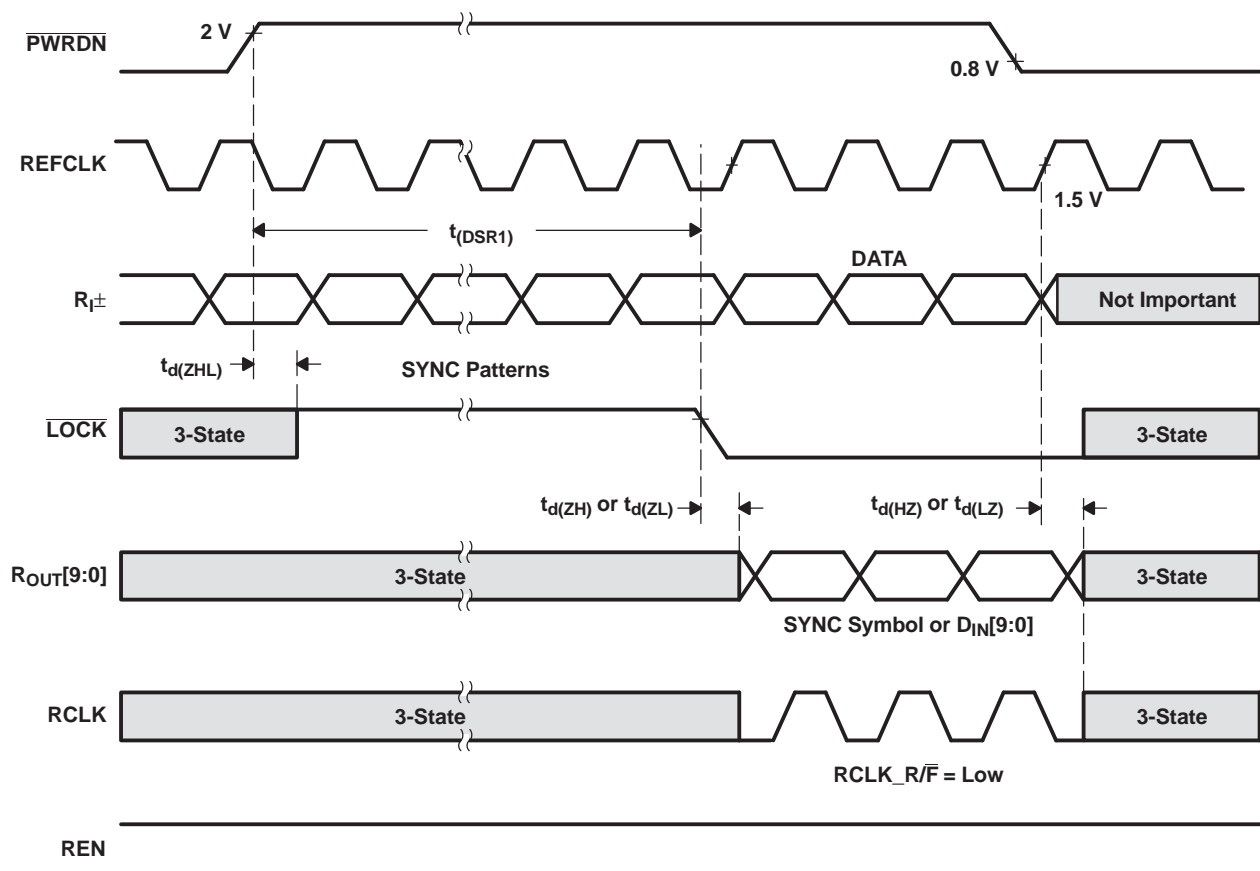 2 V
PWRDN
0.8 V
REFCLK
1.5 V
t(DSR1)
DATA
RI±
Not Important
td(ZHL)
SYNC Patterns
LOCK
3-State
3-State
td(ZH) or td(ZL)
td(HZ) or td(LZ)
ROUT[9:0]
3-State
3-State
SYNC Symbol or DIN[9:0]
RCLK
3-State
3-State
RCLK_R/F̅ = Low
REN